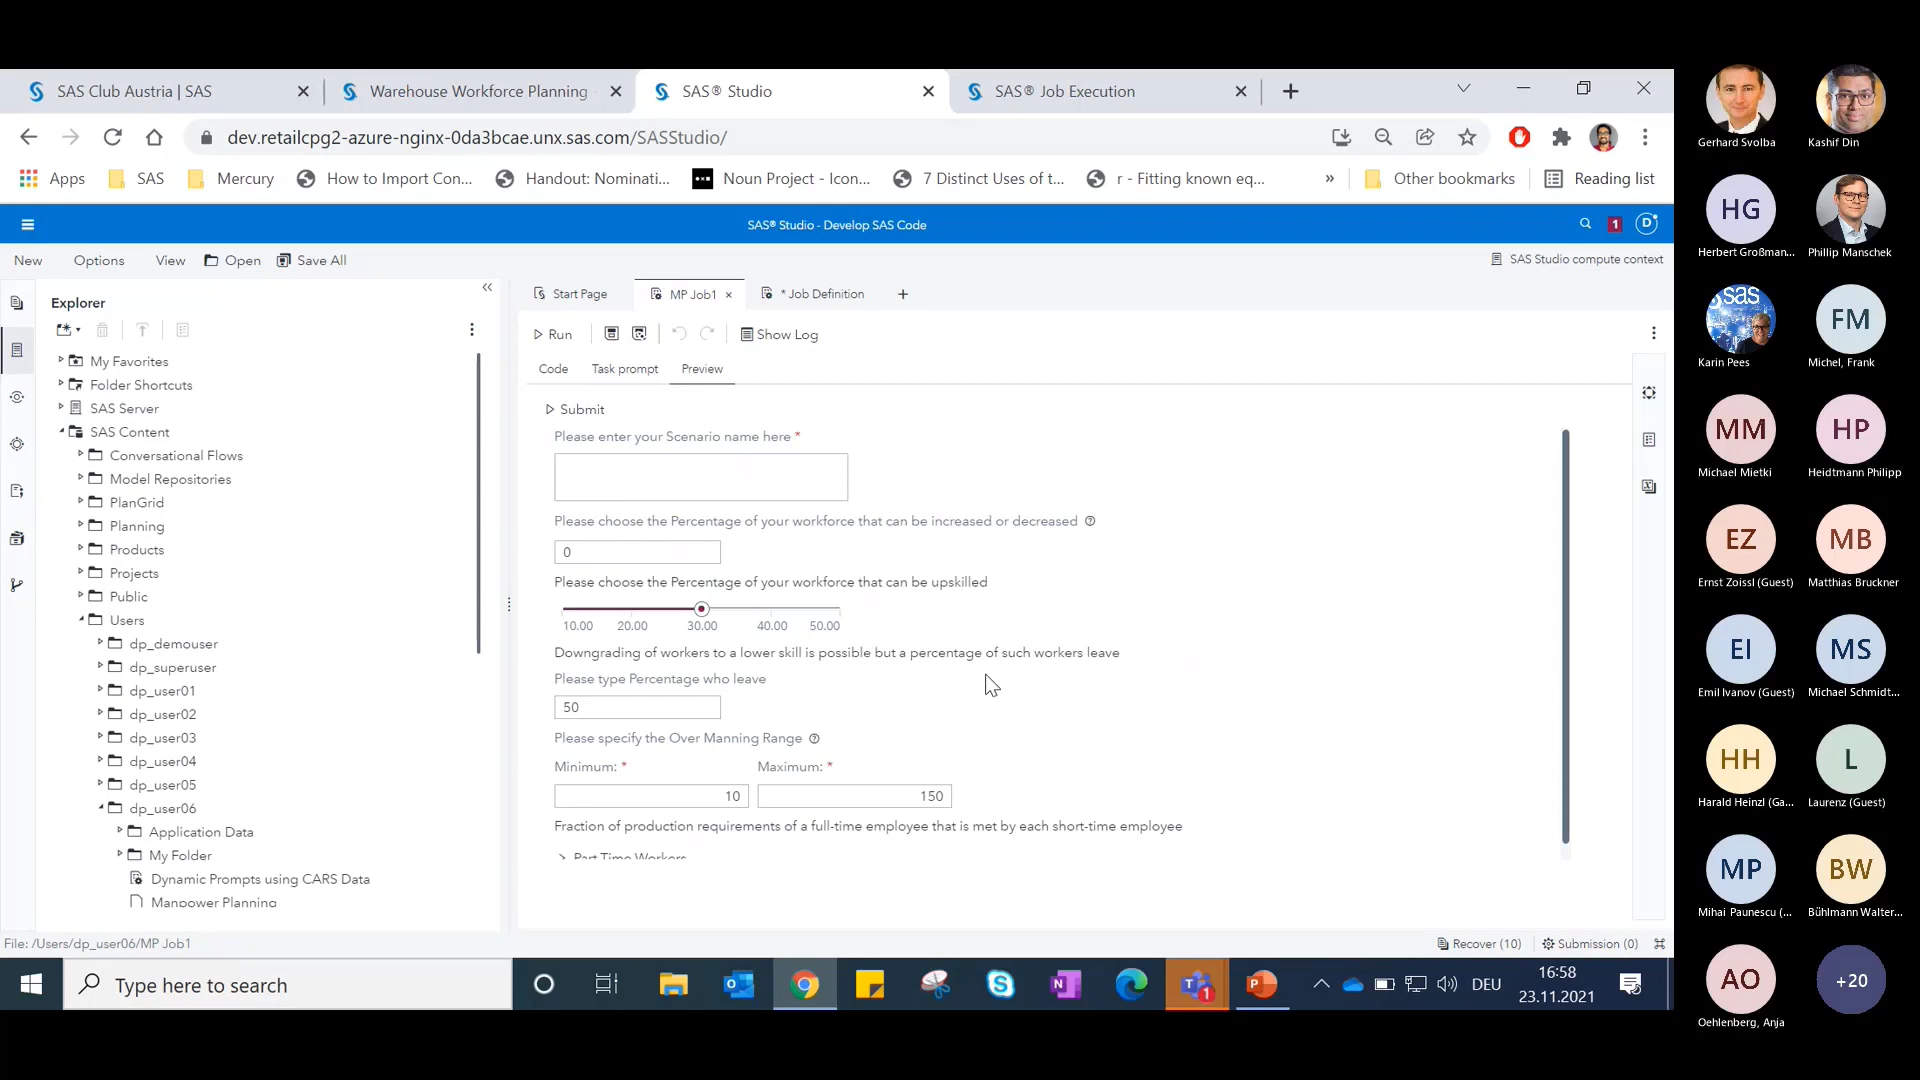 SAS Club Austria | SAS
Warehouse Workforce Planning
SAS® Studio
SAS® Job Execution
dev.retailcpg2-azure-nginx-0da3bcae.unx.sas.com/SASStudio/
Apps
SAS
Mercury
How to Import Con...
Handout: Nominati...
Noun Project - Icon...
7 Distinct Uses of t...
r - Fitting known eq...
»
Other bookmarks
Reading list
SAS® Studio - Develop SAS Code
1
D
New
Options
View
Open
Save All
SAS Studio compute context
Explorer
My Favorites
Folder Shortcuts
SAS Server
SAS Content
Conversational Flows
Model Repositories
PlanGrid
Planning
Products
Projects
Public
Users
dp_demouser
dp_superuser
dp_user01
dp_user02
dp_user03
dp_user04
dp_user05
dp_user06
Application Data
My Folder
Dynamic Prompts using CARS Data
Manpower Planning
Start Page
MP Job1
* Job Definition
Run
Show Log
Code
Task prompt
Preview
Submit
Please enter your Scenario name here *
Please choose the Percentage of your workforce that can be increased or decreased
0
Please choose the Percentage of your workforce that can be upskilled
10.00 20.00 30.00 40.00 50.00
Downgrading of workers to a lower skill is possible but a percentage of such workers leave
Please type Percentage who leave
50
Please specify the Over Manning Range
Minimum: * Maximum: *
10 150
Fraction of production requirements of a full-time employee that is met by each short-time employee
Part Time Workers
File: /Users/dp_user06/MP Job1
Recover (10)
Submission (0)
Type here to search
1
DEU
16:58
23.11.2021
Gerhard Svolba
Kashif Din
HG
Herbert Großman...
Phillip Manschek
sas
Karin Pees
FM
Michel, Frank
MM
Michael Mietki
HP
Heidtmann Philipp
EZ
Ernst Zoissl (Guest)
MB
Matthias Bruckner
EI
Emil Ivanov (Guest)
MS
Michael Schmidt...
HH
Harald Heinzl (Ga...
L
Laurenz (Guest)
MP
Mihai Paunescu (...
BW
Bühlmann Walter...
AO
Oehlenberg, Anja
+20